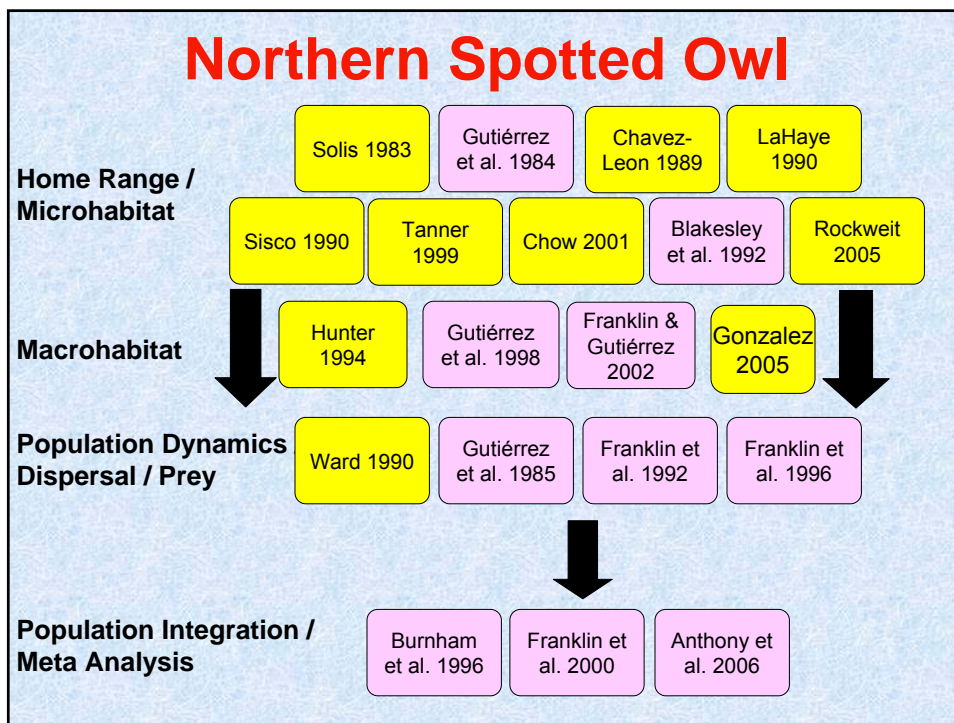 Northern Spotted Owl
Home Range /
Microhabitat
Solis 1983
Gutiérrez
et al. 1984
Chavez-
Leon 1989
LaHaye
1990
Sisco 1990
Tanner
1999
Chow 2001
Blakesley
et al. 1992
Rockweit
2005
Macrohabitat
Hunter
1994
Gutiérrez
et al. 1998
Franklin &
Gutiérrez
2002
Gonzalez
2005
Population Dynamics /
Dispersal / Prey
Ward 1990
Gutiérrez
et al. 1985
Franklin et
al. 1992
Franklin et
al. 1996
Population Integration /
Meta Analysis
Burnham
et al. 1996
Franklin et
al. 2000
Anthony et
al. 2006